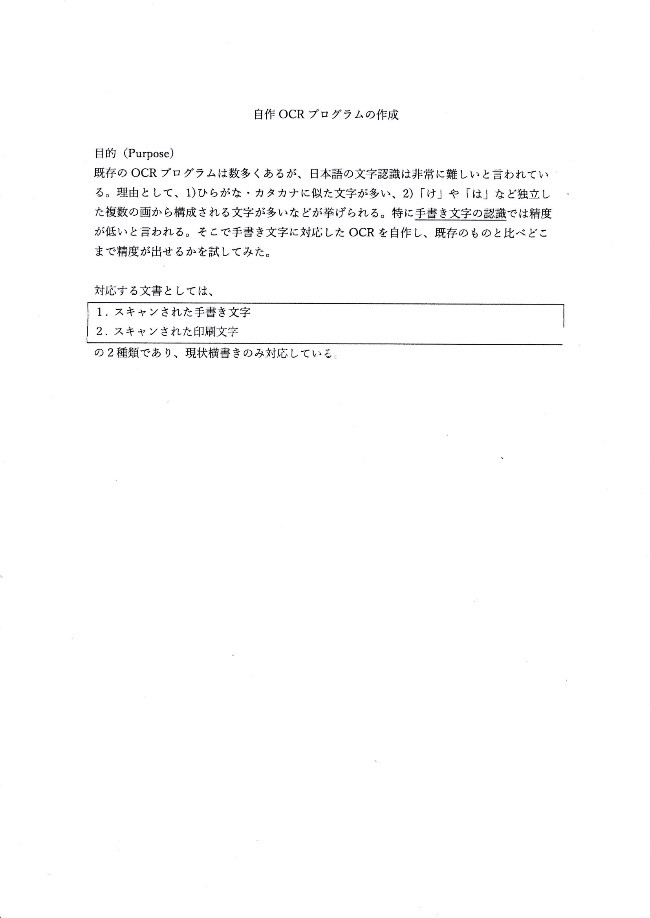 自作 OCR プログラムの作成
目的（Purpose）
既存の OCR プログラムは数多くあるが、日本語の文字認識は非常に難しいと言われてい
る。理由として、1)ひらがな・カタカナに似た文字が多い、2)「け」や「は」など独立し
た複数の画から構成される文字が多いなどが挙げられる。特に手書き文字の認識では精度
が低いと言われる。そこで手書き文字に対応した OCR を自作し、既存のものと比べどこ
まで精度が出せるかを試してみた。
対応する文書としては、
１. スキャンされた手書き文字
２. スキャンされた印刷文字
の２種類であり、現状横書きのみ対応している。